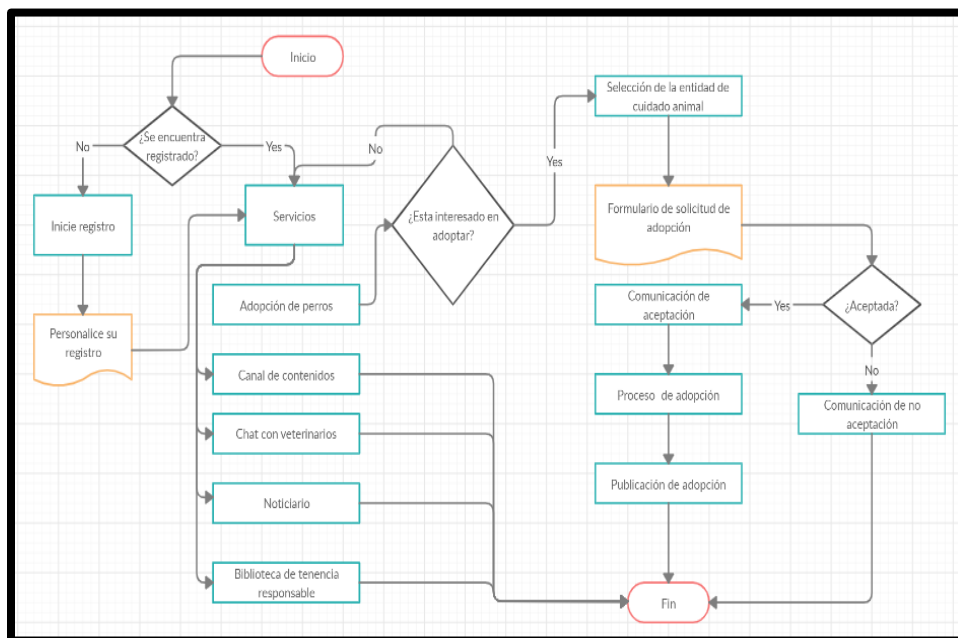 Inicio
¿Se encuentra
registrado?
No
Yes
Inicie registro
Personalice su
registro
Servicios
Adopción de perros
Canal de contenidos
Chat con veterinarios
Noticiario
Biblioteca de tenencia
responsable
No
¿Esta interesado en
adoptar?
Yes
Selección de la entidad de
cuidado animal
Formulario de solicitud de
adopción
¿Aceptada?
Yes
Comunicación de
aceptación
Proceso de adopción
Publicación de adopción
No
Comunicación de no
aceptación
Fin